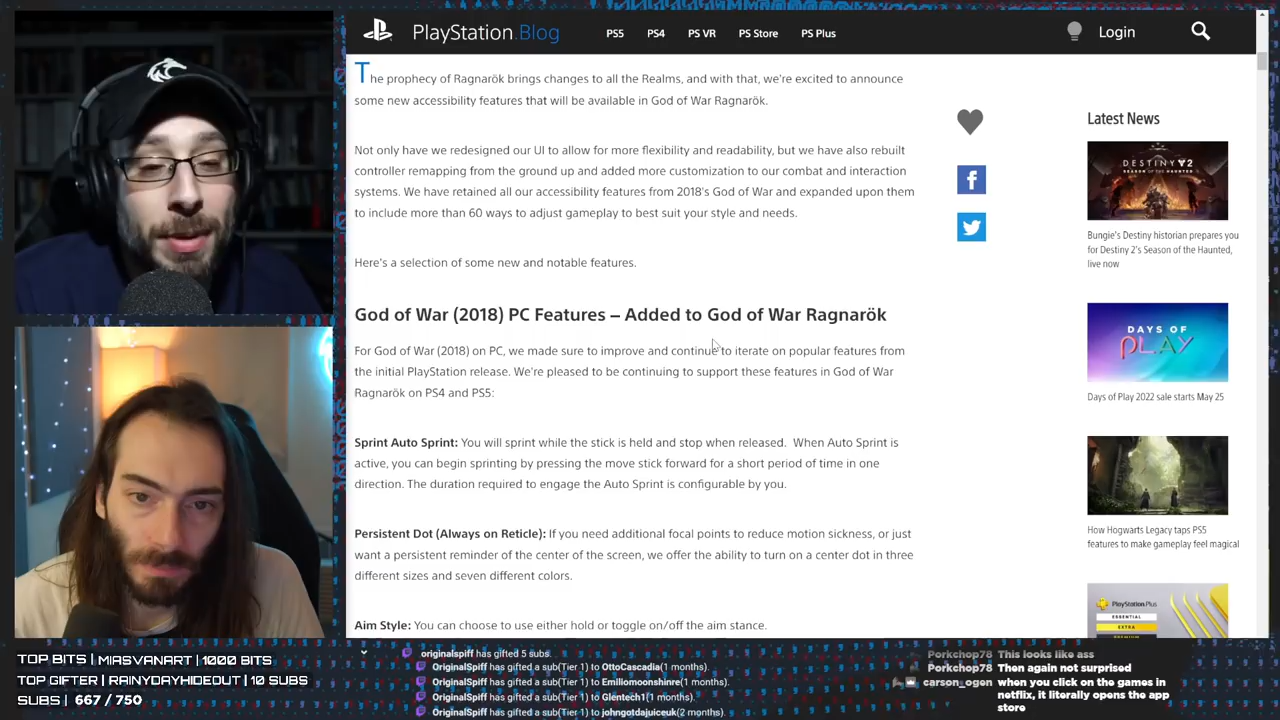 PlayStation.Blog
PS5
PS4
PS VR
PS Store
PS Plus
Login
The prophecy of Ragnarök brings changes to all the Realms, and with that, we're excited to announce
some new accessibility features that will be available in God of War Ragnarök.
Not only have we redesigned our UI to allow for more flexibility and readability, but we have also rebuilt
controller remapping from the ground up and added more customization to our combat and interaction
systems. We have retained all our accessibility features from 2018's God of War and expanded upon them
to include more than 60 ways to adjust gameplay to best suit your style and needs.
Here's a selection of some new and notable features.
God of War (2018) PC Features – Added to God of War Ragnarök
For God of War (2018) on PC, we made sure to improve and continue to iterate on popular features from
the initial PlayStation release. We're pleased to be continuing to support these features in God of War
Ragnarök on PS4 and PS5:
Sprint Auto Sprint: You will sprint while the stick is held and stop when released. When Auto Sprint is
active, you can begin sprinting by pressing the move stick forward for a short period of time in one
direction. The duration required to engage the Auto Sprint is configurable by you.
Persistent Dot (Always on Reticle): If you need additional focal points to reduce motion sickness, or just
want a persistent reminder of the center of the screen, we offer the ability to turn on a center dot in three
different sizes and seven different colors.
Aim Style: You can choose to use either hold or toggle on/off the aim stance.
Latest News
DESTINY 2
SEASON OF THE HAUNTED
Bungie's Destiny historian prepares you
for Destiny 2's Season of the Haunted,
live now
DAYS OF
PLAY
Days of Play 2022 sale starts May 25
How Hogwarts Legacy taps PS5
features to make gameplay feel magical
PlayStation.Plus
ESSENTIAL
EXTRA
PREMIUM
TOP BITS | MIASVANART | 1000 BITS
TOP GIFTER | RAINYDAYHIDEOUT | 10 SUBS
SUBS | 667 / 750
originalspiff has gifted 5 subs.
OriginalSpiff has gifted a sub(Tier 1) to OttoCascadia(1 months).
OriginalSpiff has gifted a sub(Tier 1) to Emiliomoonshinre(1 months).
OriginalSpiff has gifted a sub(Tier 1) to Glentech1(1 months).
OriginalSpiff has gifted a sub(Tier 1) to johngotdajuiceuk(2 months).
Porkchop78 This looks like ass
Porkchop78 Then again not surprised
carson_ogen when you click on the games in
netflix, it literally opens the app
store